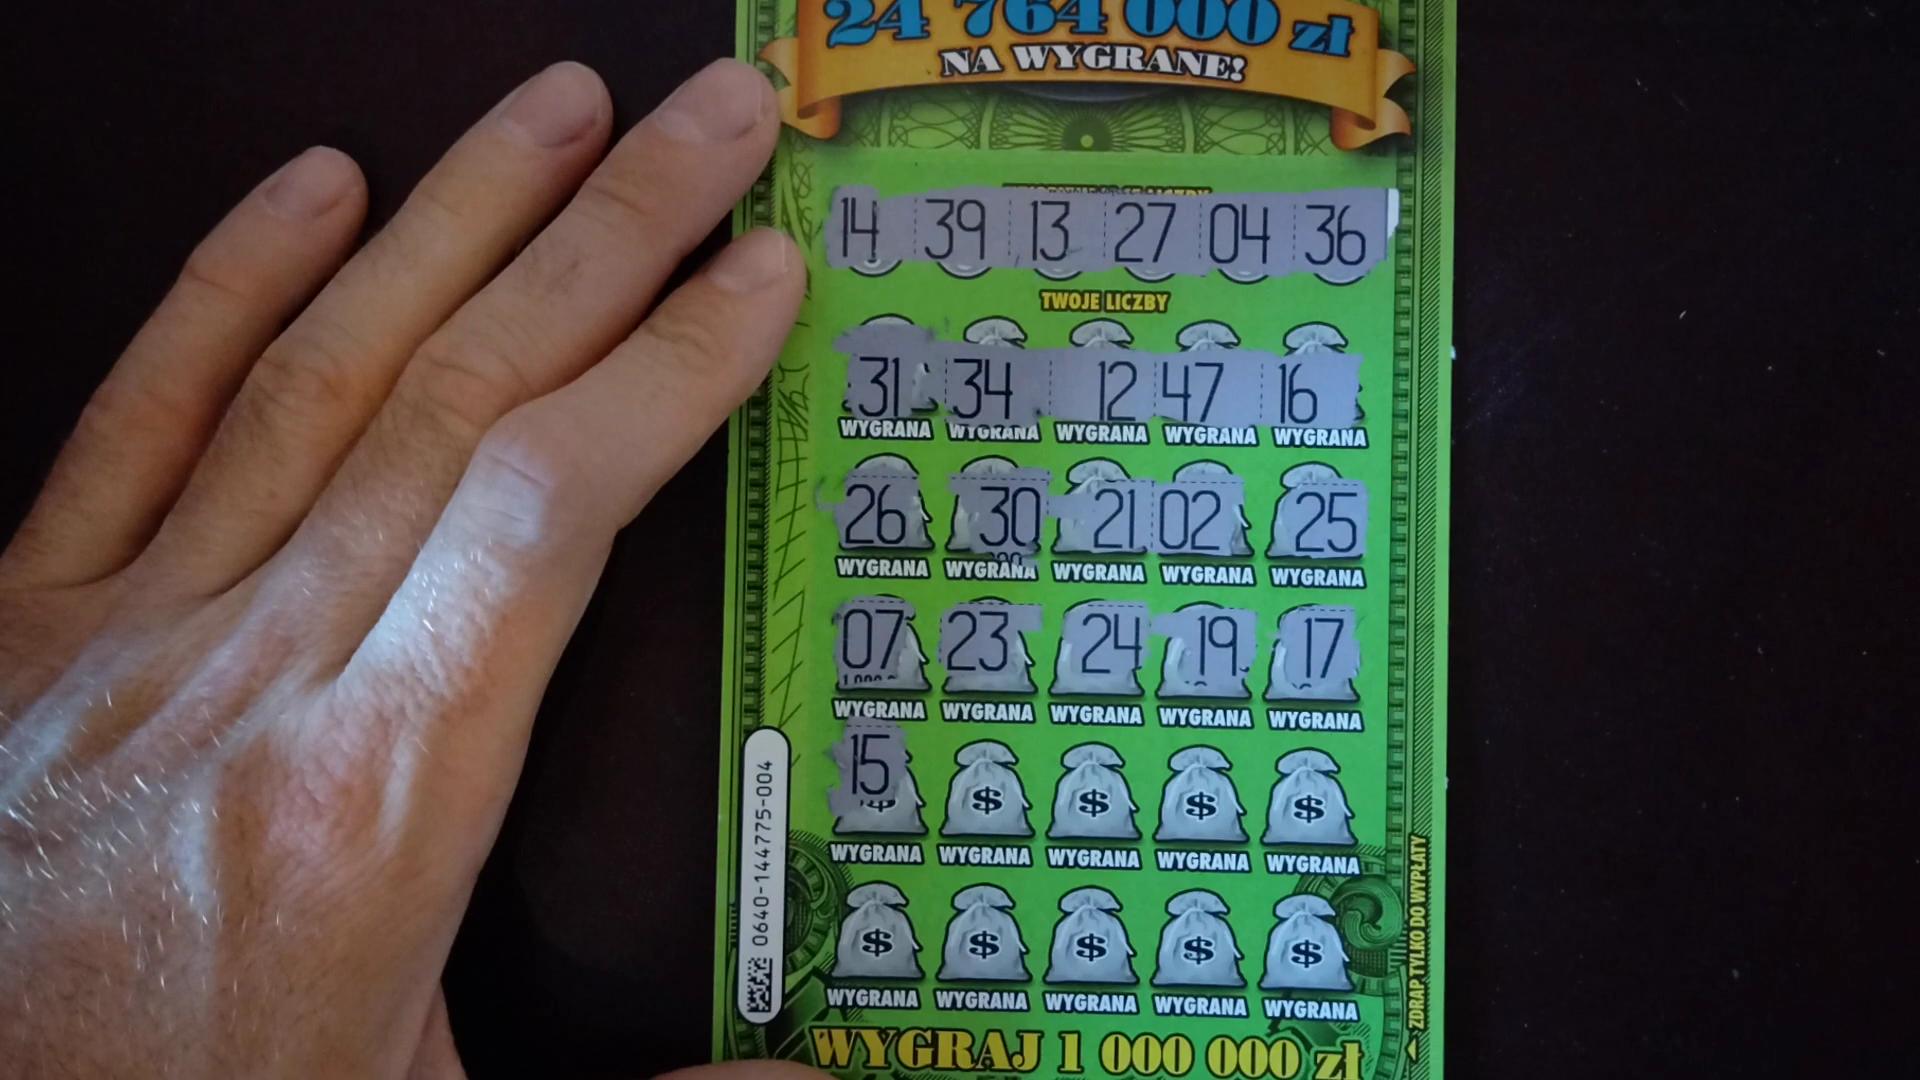 24 764 000 zł
NA WYGRANE!
14 39 13 27 04 36
TWOJE LICZBY
31 34 12 47 16
WYGRANA WYGRANA WYGRANA WYGRANA WYGRANA
26 30 21 02 25
WYGRANA WYGRANA WYGRANA WYGRANA WYGRANA
07 23 24 19 17
WYGRANA WYGRANA WYGRANA WYGRANA WYGRANA
15 $ $ $ $
WYGRANA WYGRANA WYGRANA WYGRANA WYGRANA
$ $ $ $ $
WYGRANA WYGRANA WYGRANA WYGRANA WYGRANA
WYGRAJ 1 000 000 zł
0640-144775-004
ZDRAP TYLKO DO WYPŁATY